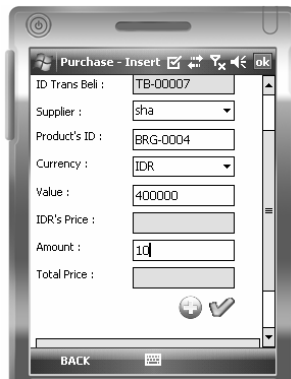 Purchase - Insert ok
ID Trans Beli : TB-00007
Supplier : sha
Product's ID : BRG-0004
Currency : IDR
Value : 400000
IDR's Price :
Amount : 10
Total Price :
BACK